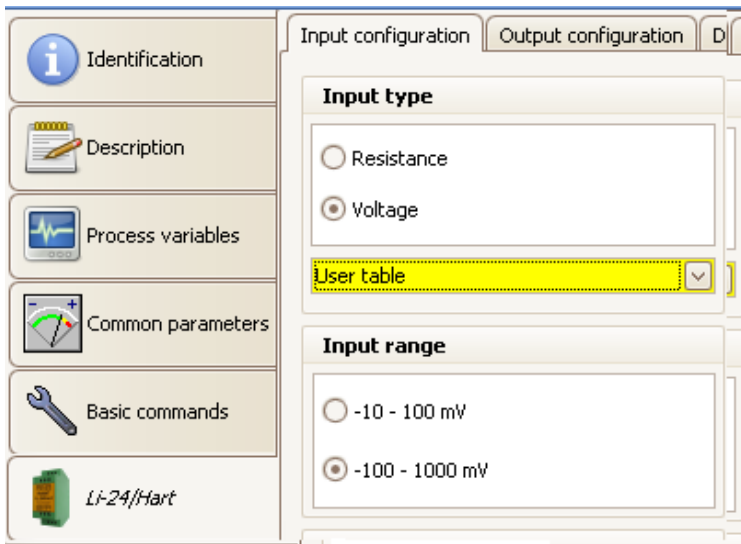 Identification
Description
Process variables
Common parameters
Basic commands
Li-24/Hart
Input configuration
Output configuration
D
Input type
Resistance
Voltage
User table
Input range
-10 - 100 mV
-100 - 1000 mV